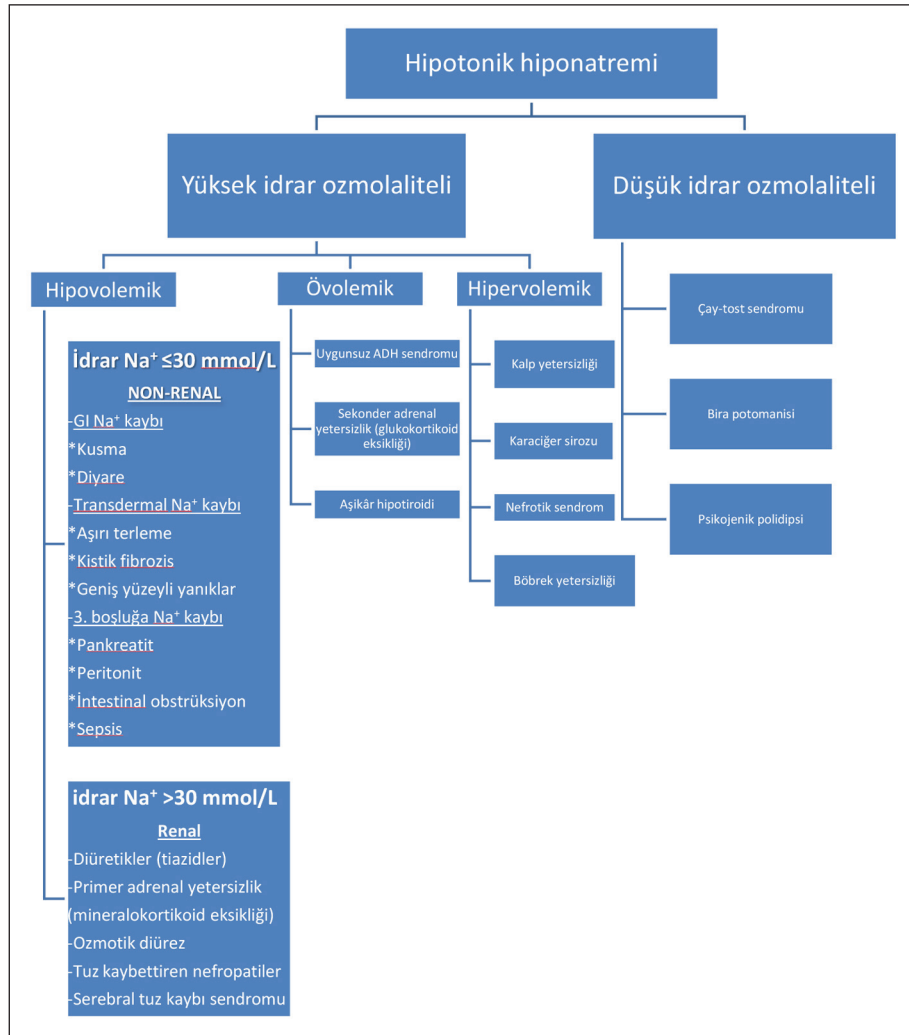 Hipotonik hiponatremi
Yüksek idrar ozmolaliteli
Düşük idrar ozmolaliteli
Hipovolemik
Övolemik
Hipervolemik
İdrar Na⁺ ≤30 mmol/L
NON-RENAL
-GI Na⁺ kaybı
*Kusma
*Diyare
-Transdermal Na⁺ kaybı
*Aşırı terleme
*Kistik fibrozis
*Geniş yüzeyli yanıklar
-3. boşluğa Na⁺ kaybı
*Pankreatit
*Peritonit
*İntestinal obstrüksiyon
*Sepsis
idrar Na⁺ >30 mmol/L
Renal
-Diüretikler (tiazidler)
-Primer adrenal yetersizlik
(mineralokortikoid eksikliği)
-Ozmotik diürez
-Tuz kaybettiren nefropatiler
-Serebral tuz kaybı sendromu
Uygunsuz ADH sendromu
Sekonder adrenal
yetersizlik (glukokortikoid
eksikliği)
Aşikâr hipotiroidi
Kalp yetersizliği
Karaciğer sirozu
Nefrotik sendrom
Böbrek yetersizliği
Çay-tost sendromu
Bira potomanisi
Psikojenik polidipsi